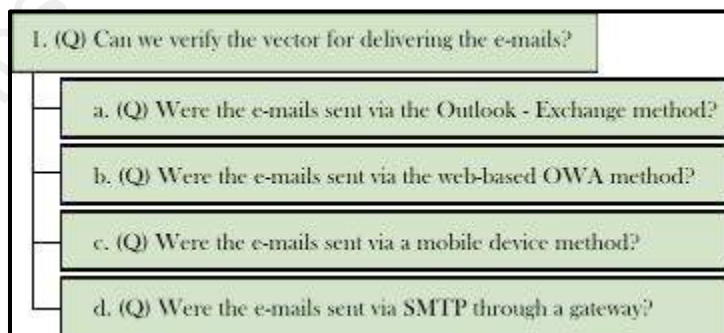 1. (Q) Can we verify the vector for delivering the e-mails?
a. (Q) Were the e-mails sent via the Outlook - Exchange method?
b. (Q) Were the e-mails sent via the web-based OWA method?
c. (Q) Were the e-mails sent via a mobile device method?
d. (Q) Were the e-mails sent via SMTP through a gateway?